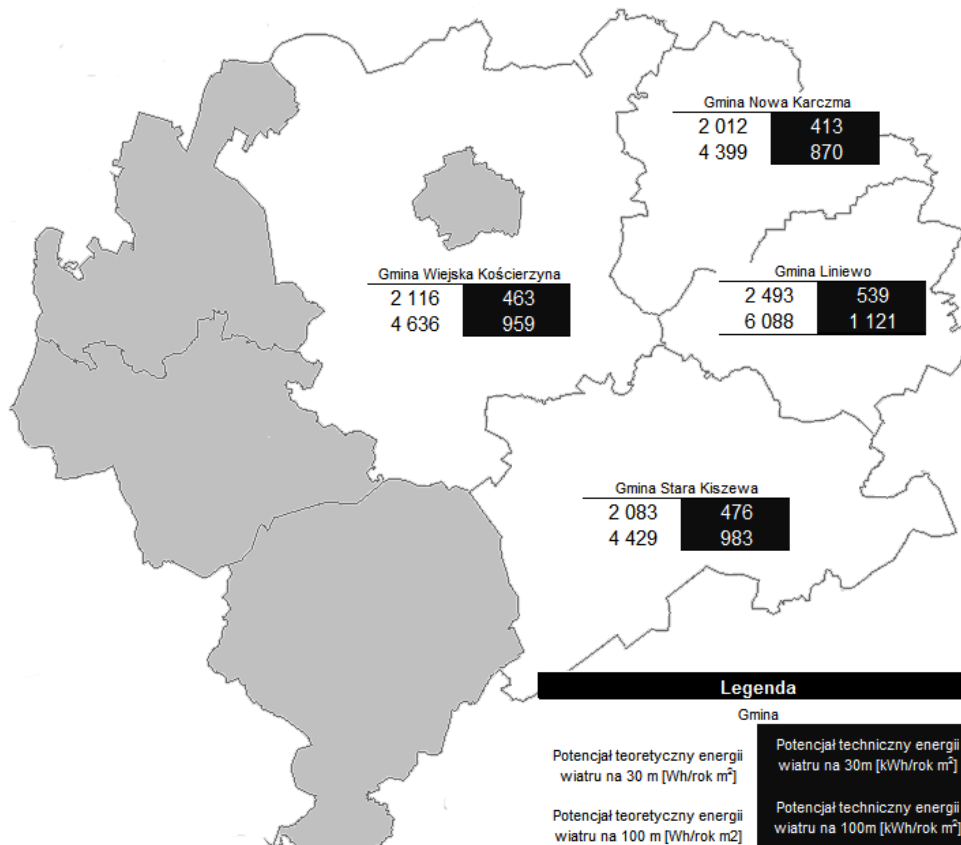 Gmina Nowa Karczma
2 012 413
4 399 870
Gmina Wiejska Kościerzyna
2 116 463
4 636 959
Gmina Liniewo
2 493 539
6 088 1 121
Gmina Stara Kiszewa
2 083 476
4 429 983
Legenda
Gmina
Potencjał teoretyczny energii
wiatru na 30 m [Wh/rok m²]
Potencjał techniczny energii
wiatru na 30m [kWh/rok m²]
Potencjał teoretyczny energii
wiatru na 100 m [Wh/rok m2]
Potencjał techniczny energii
wiatru na 100m [kWh/rok m²]